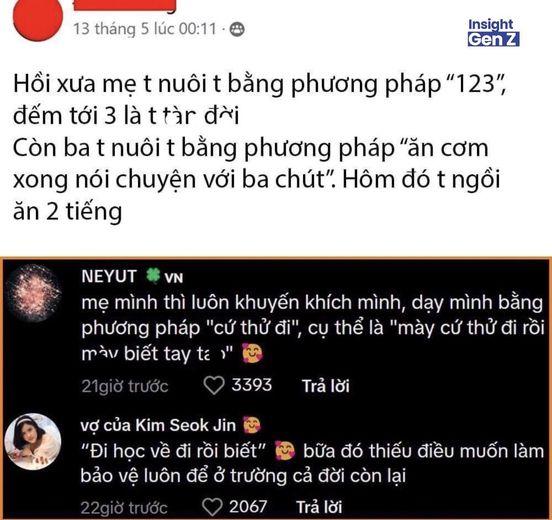 13 tháng 5 lúc 00:11 ·
Insight
Gen Z
Hồi xưa mẹ t nuôi t bằng phương pháp “123”,
đếm tới 3 là t tàn đời
Còn ba t nuôi t bằng phương pháp “ăn cơm
xong nói chuyện với ba chút”. Hôm đó t ngồi
ăn 2 tiếng
NEYUT 🍀 VN
mẹ mình thì luôn khuyến khích mình, dạy mình bằng
phương pháp "cứ thử đi", cụ thể là "mày cứ thử đi rồi
mày biết tay tao" 🥰
21giờ trước 3393 Trả lời
vợ của Kim Seok Jin 🥰
“Đi học về đi rồi biết” 🥰 bữa đó thiếu điều muốn làm
bảo vệ luôn để ở trường cả đời còn lại
22giờ trước 2067 Trả lời